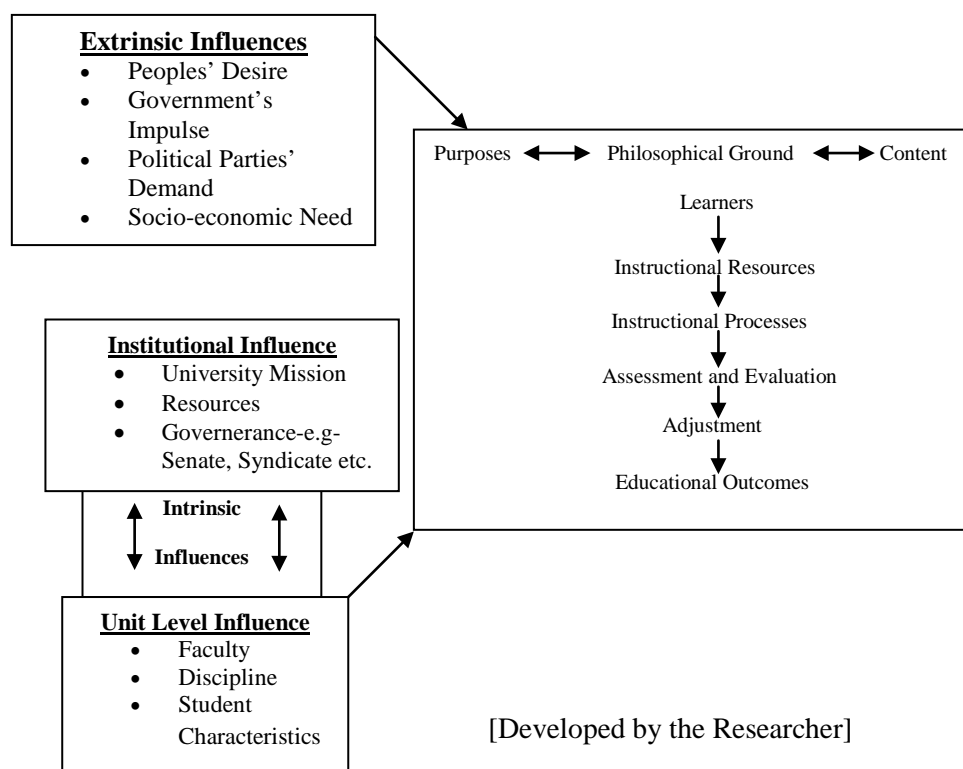 Extrinsic Influences
• Peoples’ Desire
• Government’s
Impulse
• Political Parties’
Demand
• Socio-economic Need
Purposes Philosophical Ground Content
Learners
Instructional Resources
Instructional Processes
Assessment and Evaluation
Adjustment
Educational Outcomes
Institutional Influence
• University Mission
• Resources
• Governerance-e.g-
Senate, Syndicate etc.
Intrinsic
Influences
Unit Level Influence
• Faculty
• Discipline
• Student
Characteristics
[Developed by the Researcher]